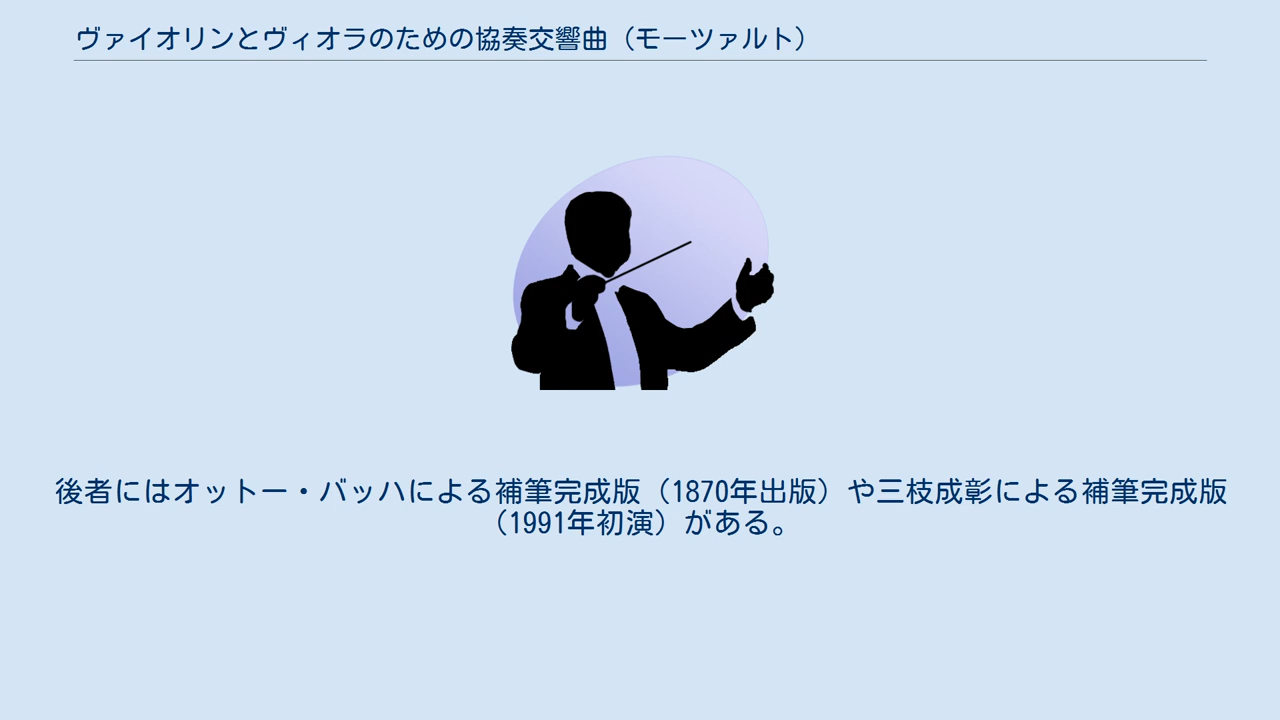 ヴァイオリンとヴィオラのための協奏交響曲（モーツァルト）
後者にはオットー・バッハによる補筆完成版（1870年出版）や三枝成彰による補筆完成版
（1991年初演）がある。